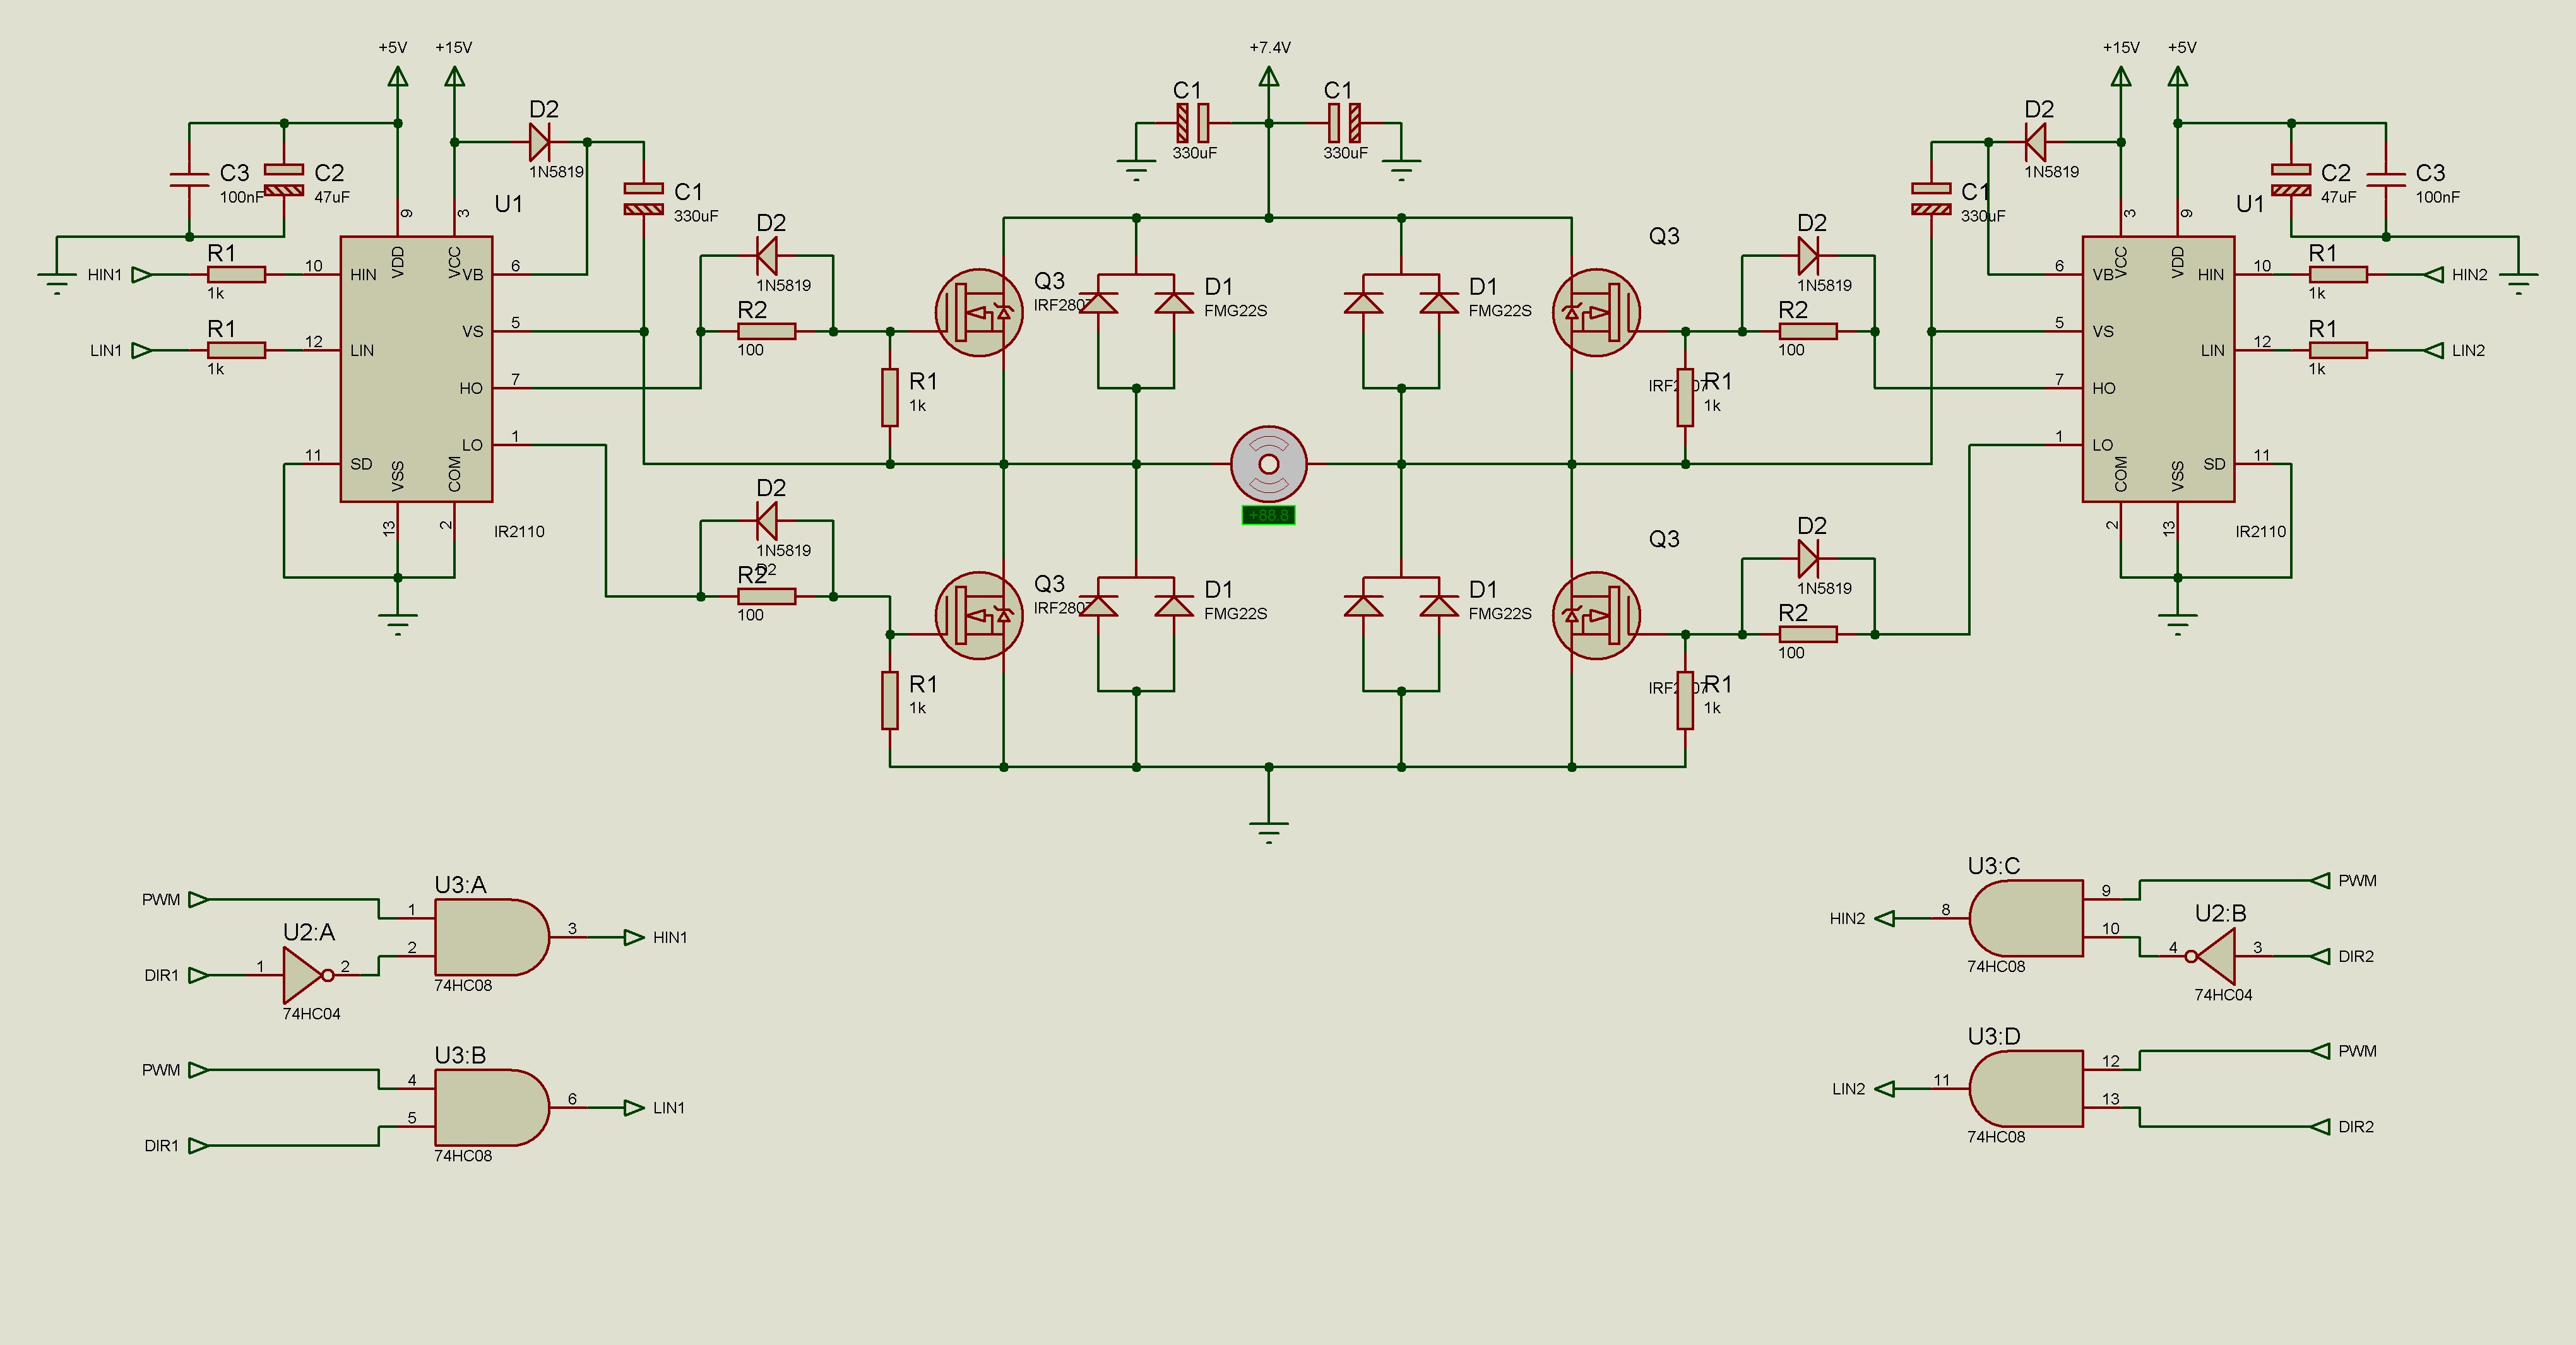 +5V +15V
D2
1N5819
C3
100nF
C2
47uF
U1
C1
330uF
HIN1
R1
1k
LIN1
R1
1k
9 3
10 HIN VDD VCC VB 6
VS 5
12 LIN
HO 7
LO 1
11 SD VSS COM
13 2
IR2110
D2
1N5819
R2
100
R1
1k
D2
1N5819
D2
R2
100
R1
1k
+7.4V
C1
330uF
C1
330uF
Q3
D1
FMG22S
D1
FMG22S
Q3
R1
1k
+88.8
Q3
D1
FMG22S
D1
FMG22S
Q3
R1
1k
D2
1N5819
R2
100
D2
1N5819
R2
100
+15V +5V
D2
1N5819
C1
330uF
U1
C2
47uF
C3
100nF
3 9
6 VB VCC VDD HIN 10
5 VS
LIN 12
7 HO
1 LO
COM VSS SD 11
2 13
IR2110
R1
1k
HIN2
R1
1k
LIN2
U3:A
PWM
1
U2:A
DIR1
1 2
2
3
HIN1
74HC08
74HC04
U3:B
PWM
4
5
6
LIN1
DIR1
74HC08
U3:C
PWM
9
U2:B
HIN2
8
10
4 3
DIR2
74HC08
74HC04
U3:D
PWM
12
LIN2
11
13
DIR2
74HC08